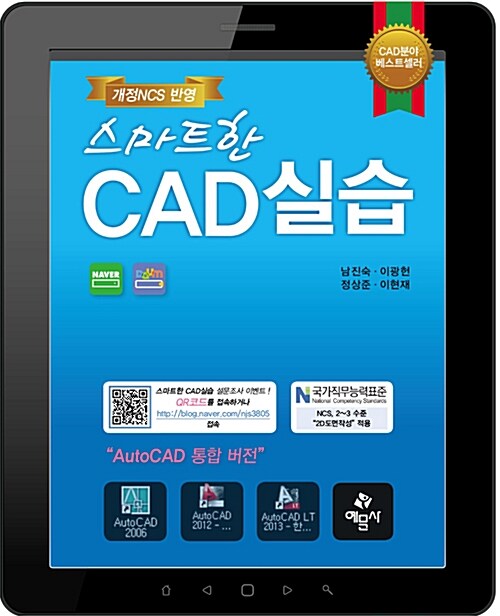 CAD분야
베스트셀러
개정NCS 반영
스마트한
CAD실습
남진숙 · 이광현
정상준 · 이현재
NAVER
Daum
스마트한 CAD실습 설문조사 이벤트 !
QR코드를 접속하거나
http://blog.naver.com/njs3805
접속
N 국가직무능력표준
National Competency Standards
NCS, 2~3 수준
"2D도면작성" 적용
"AutoCAD 통합 버전"
AutoCAD
2006
AutoCAD
2012 - ...
LT
AutoCAD LT
2013 - 한...
예문사